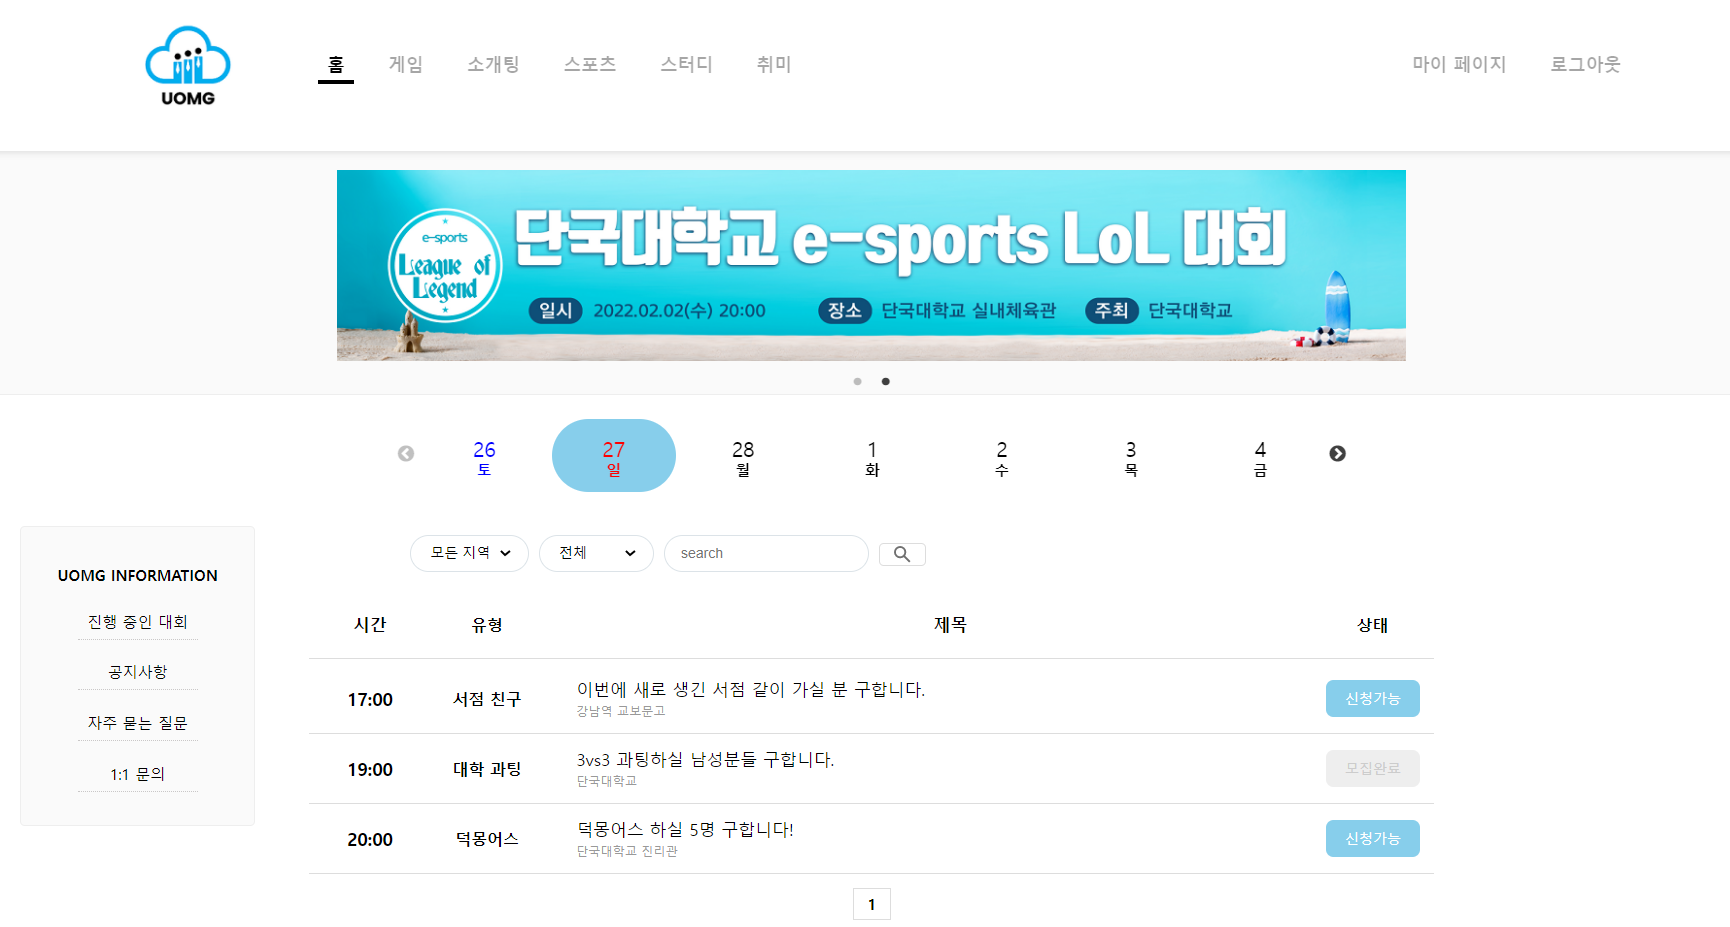 UOMG
홈 게임 소개팅 스포츠 스터디 취미 마이 페이지 로그아웃
e-sports
League of
Legend
단국대학교 e-sports LoL 대회
일시 2022.02.02(수) 20:00 장소 단국대학교 실내체육관 주최 단국대학교
26 27 28 1 2 3 4
토 일 월 화 수 목 금
모든 지역 전체 search
UOMG INFORMATION
진행 중인 대회
공지사항
자주 묻는 질문
1:1 문의
시간 유형 제목 상태
17:00 서점 친구 이번에 새로 생긴 서점 같이 가실 분 구합니다. 신청가능
강남역 교보문고
19:00 대학 과팅 3vs3 과팅하실 남성분들 구합니다. 모집완료
단국대학교
20:00 덕몽어스 덕몽어스 하실 5명 구합니다! 신청가능
단국대학교 진리관
1